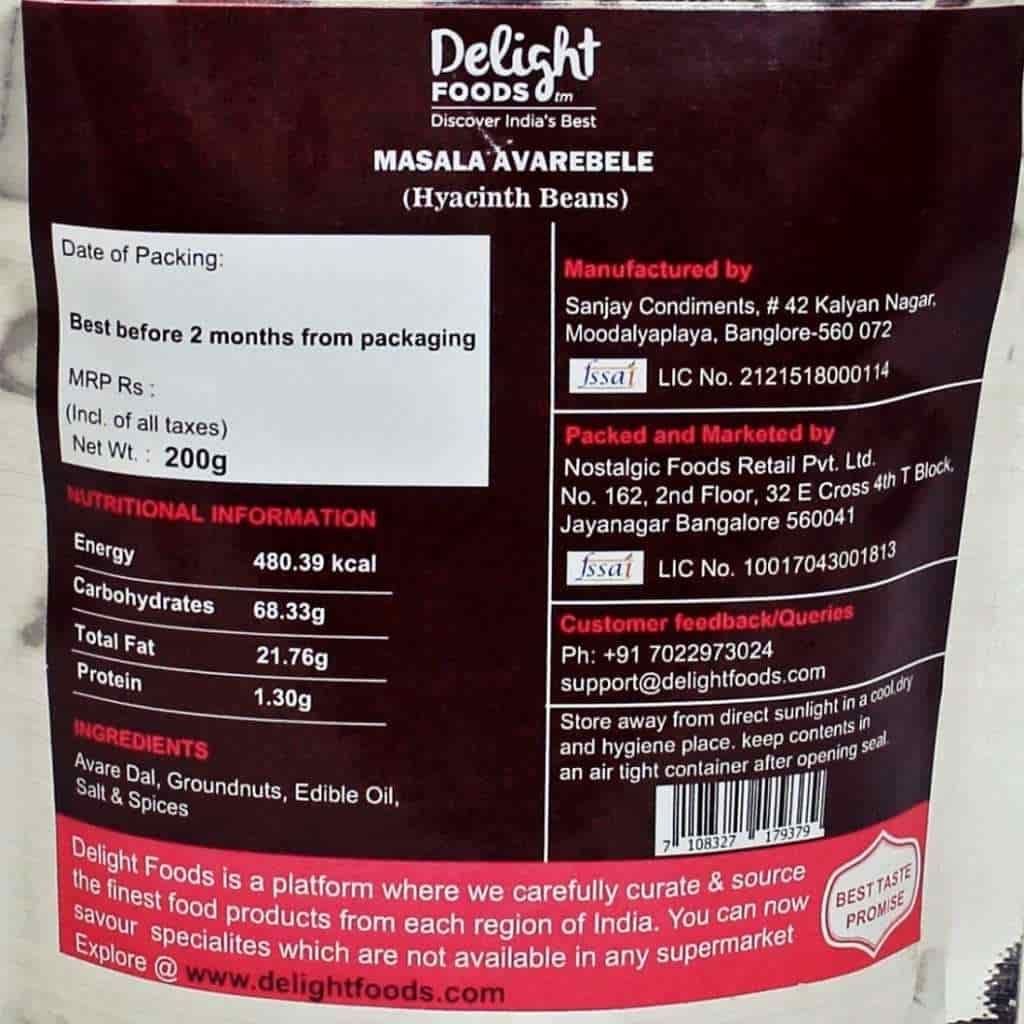 Delight
FOODS tm
Discover India's Best
MASALA AVAREBELE
(Hyacinth Beans)
Date of Packing:
Best before 2 months from packaging
MRP Rs :
(Incl. of all taxes)
Net Wt. : 200g
NUTRITIONAL INFORMATION
Energy 480.39 kcal
Carbohydrates 68.33g
Total Fat 21.76g
Protein 1.30g
INGREDIENTS
Avare Dal, Groundnuts, Edible Oil,
Salt & Spices
Manufactured by
Sanjay Condiments, # 42 Kalyan Nagar,
Moodalyaplaya, Banglore-560 072
fssai LIC No. 2121518000114
Packed and Marketed by
Nostalgic Foods Retail Pvt. Ltd.
No. 162, 2nd Floor, 32 E Cross 4th T Block,
Jayanagar Bangalore 560041
fssai LIC No. 10017043001813
Customer feedback/Queries
Ph: +91 7022973024
support@delightfoods.com
Store away from direct sunlight in a cool,dry
and hygiene place. keep contents in
an air tight container after opening seal.
7 108327 179379
Delight Foods is a platform where we carefully curate & source
the finest food products from each region of India. You can now
savour specialites which are not available in any supermarket
Explore @ www.delightfoods.com
BEST TASTE
PROMISE